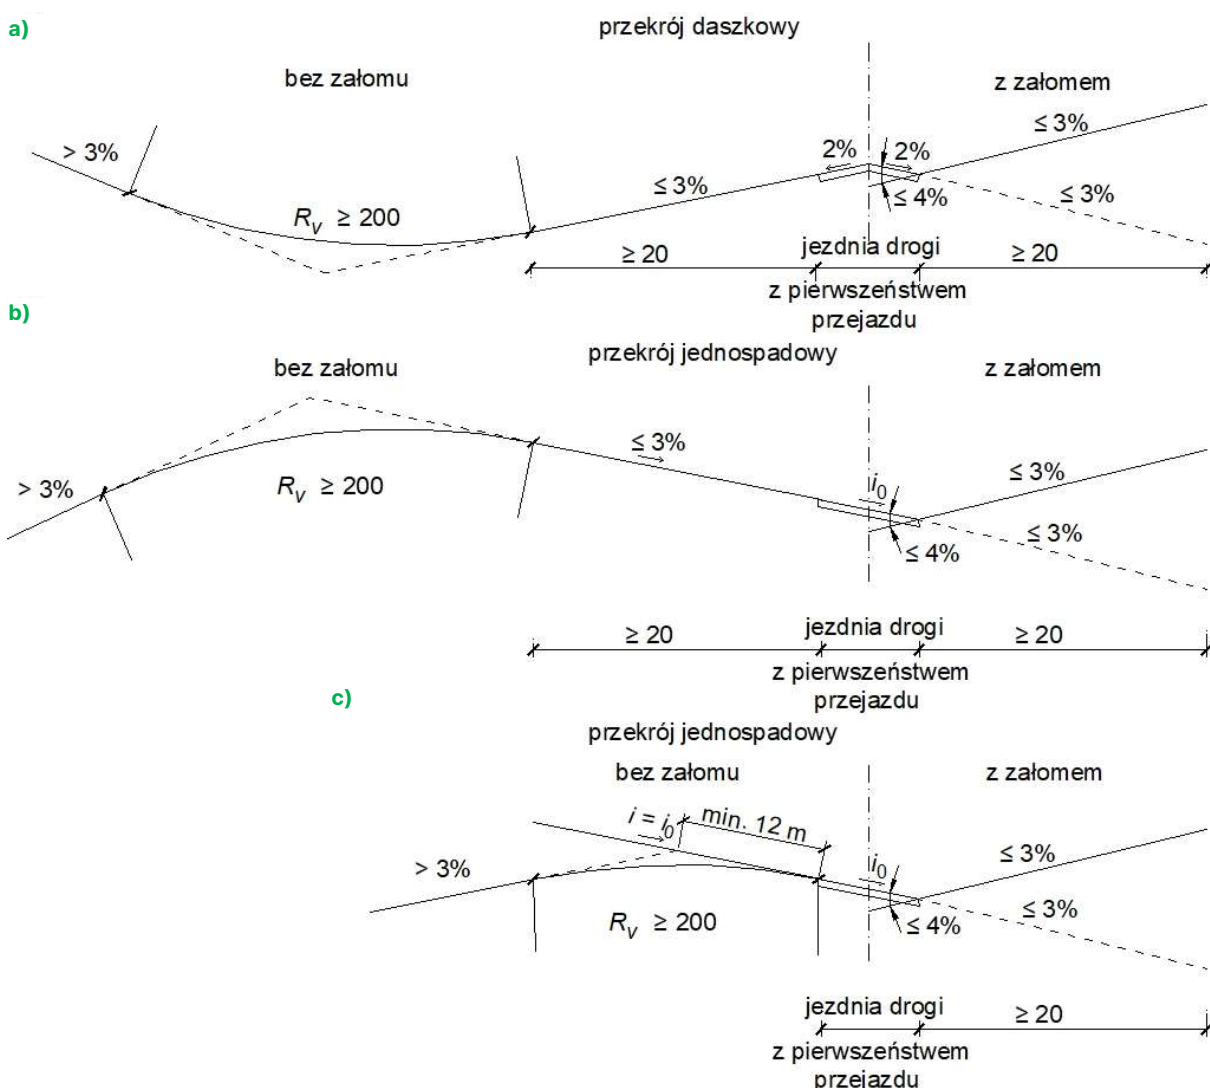 a)
przekrój daszkowy
bez załomu
z załomem
> 3%
≤ 3%
2%
2%
≤ 3%
R_v ≥ 200
≤ 4%
≤ 3%
≥ 20
jezdnia drogi
≥ 20
z pierwszeństwem
przejazdu
b)
przekrój jednospadowy
bez załomu
z załomem
≤ 3%
> 3%
R_v ≥ 200
i_0
≤ 3%
≤ 4%
≤ 3%
≥ 20
jezdnia drogi
≥ 20
z pierwszeństwem
przejazdu
c)
przekrój jednospadowy
bez załomu
z załomem
i = i_0
min. 12 m
> 3%
i_0
≤ 3%
R_v ≥ 200
≤ 4%
≤ 3%
jezdnia drogi
≥ 20
z pierwszeństwem
przejazdu